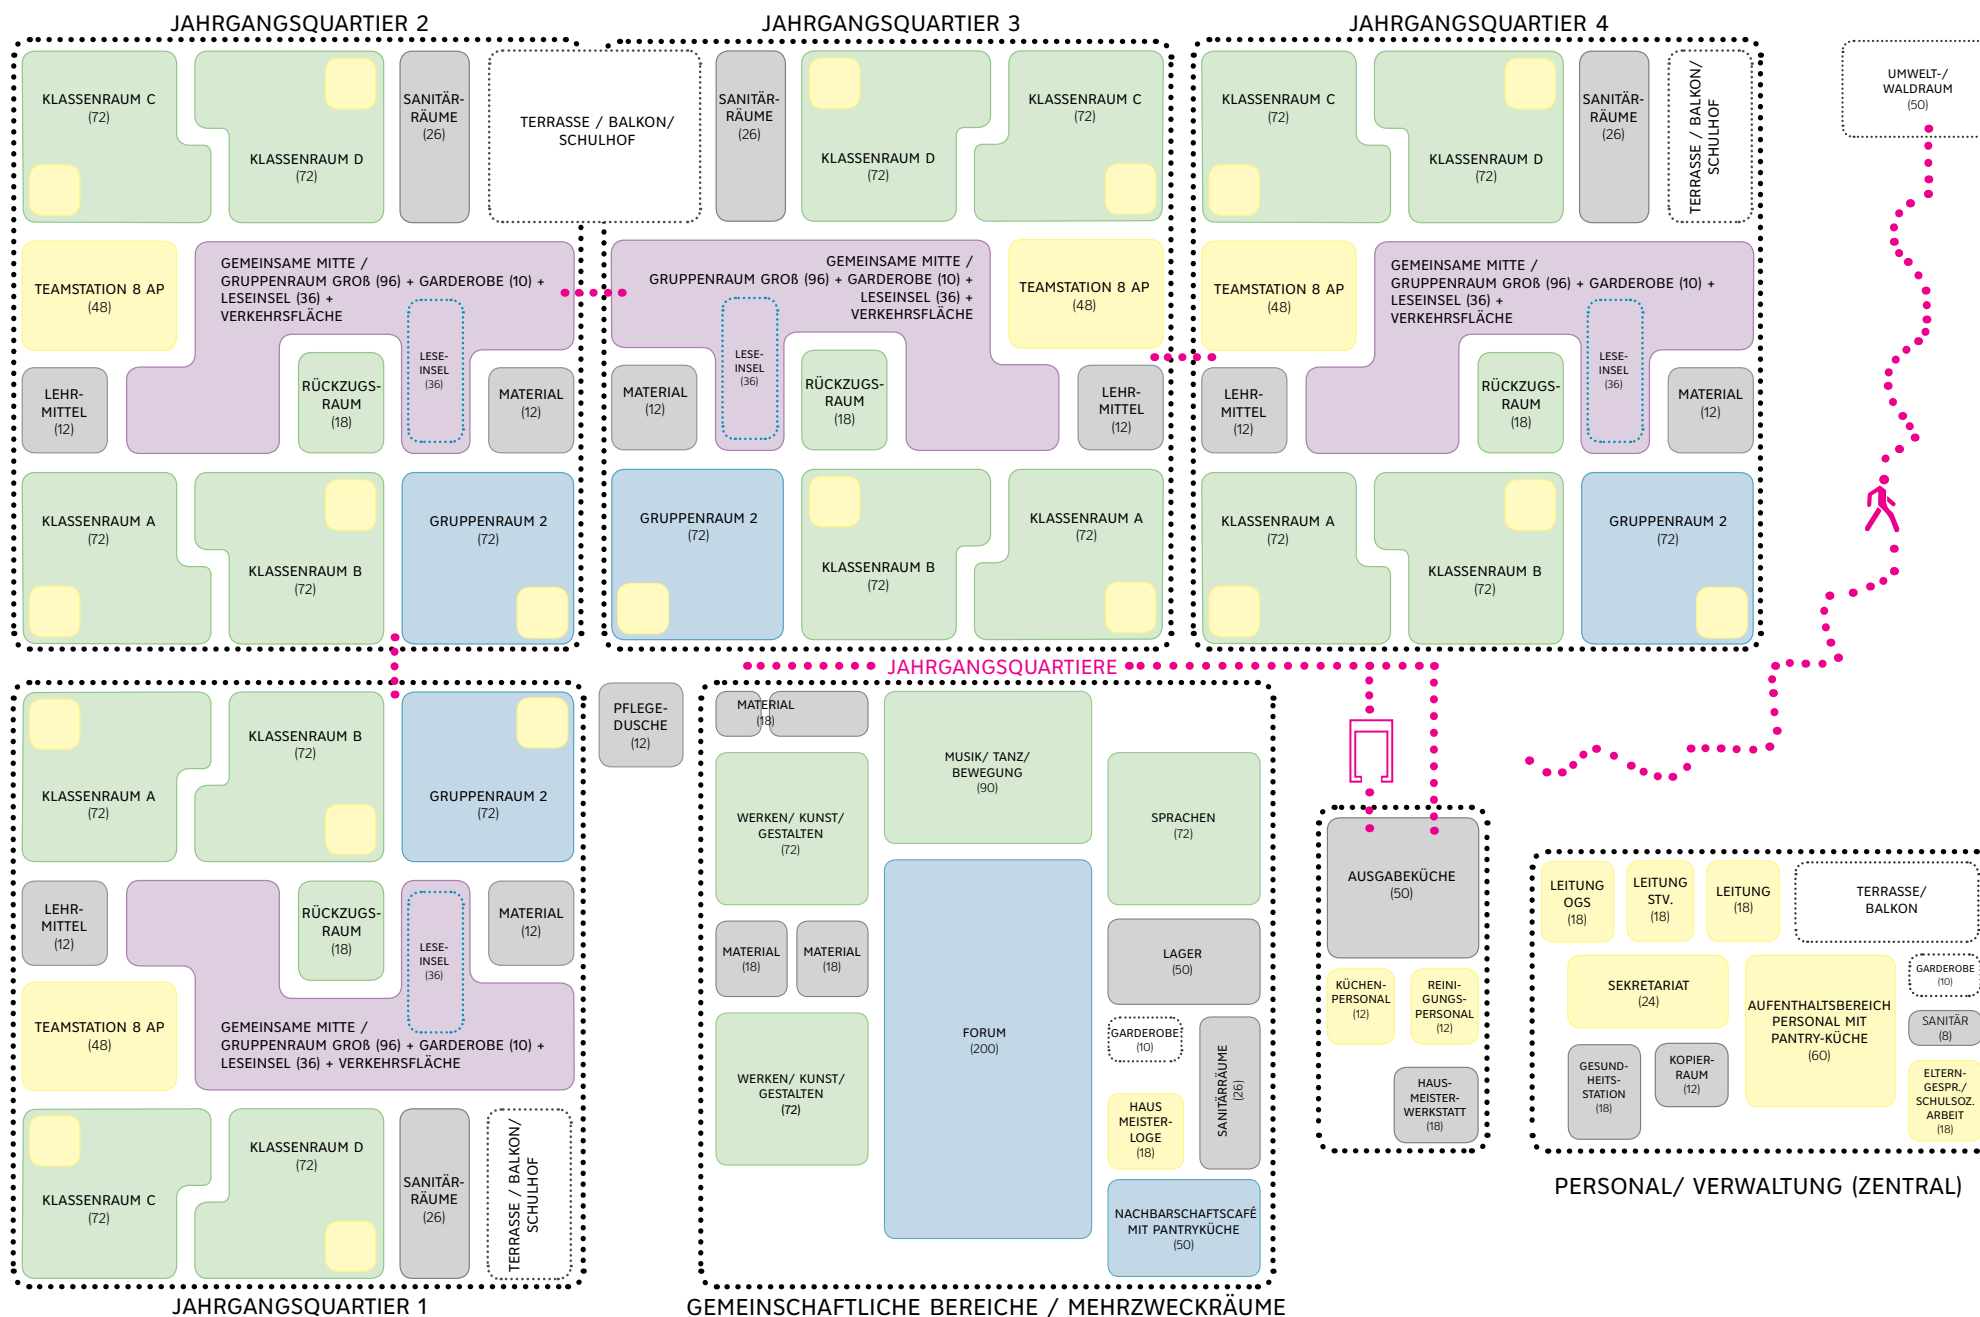 JAHRGANGSQUARTIER 2
KLASSENRAUM C
(72)
KLASSENRAUM D
(72)
SANITÄR-
RÄUME
(26)
TERRASSE / BALKON/
SCHULHOF
TEAMSTATION 8 AP
(48)
GEMEINSAME MITTE /
GRUPPENRAUM GROß (96) + GARDEROBE (10) +
LESEINSEL (36) +
VERKEHRSFLÄCHE
LESE-
INSEL
(36)
LEHR-
MITTEL
(12)
RÜCKZUGS-
RAUM
(18)
MATERIAL
(12)
KLASSENRAUM A
(72)
KLASSENRAUM B
(72)
GRUPPENRAUM 2
(72)
JAHRGANGSQUARTIER 3
SANITÄR-
RÄUME
(26)
KLASSENRAUM D
(72)
KLASSENRAUM C
(72)
GEMEINSAME MITTE /
GRUPPENRAUM GROß (96) + GARDEROBE (10) +
LESEINSEL (36) +
VERKEHRSFLÄCHE
TEAMSTATION 8 AP
(48)
MATERIAL
(12)
LESE-
INSEL
(36)
RÜCKZUGS-
RAUM
(18)
LEHR-
MITTEL
(12)
GRUPPENRAUM 2
(72)
KLASSENRAUM B
(72)
KLASSENRAUM A
(72)
JAHRGANGSQUARTIER 4
KLASSENRAUM C
(72)
KLASSENRAUM D
(72)
SANITÄR-
RÄUME
(26)
TERRASSE / BALKON/
SCHULHOF
TEAMSTATION 8 AP
(48)
GEMEINSAME MITTE /
GRUPPENRAUM GROß (96) + GARDEROBE (10) +
LESEINSEL (36) +
VERKEHRSFLÄCHE
LESE-
INSEL
(36)
LEHR-
MITTEL
(12)
RÜCKZUGS-
RAUM
(18)
MATERIAL
(12)
KLASSENRAUM A
(72)
KLASSENRAUM B
(72)
GRUPPENRAUM 2
(72)
UMWELT-/
WALDRAUM
(50)
JAHRGANGSQUARTIERE
KLASSENRAUM A
(72)
KLASSENRAUM B
(72)
GRUPPENRAUM 2
(72)
LEHR-
MITTEL
(12)
RÜCKZUGS-
RAUM
(18)
LESE-
INSEL
(36)
MATERIAL
(12)
TEAMSTATION 8 AP
(48)
GEMEINSAME MITTE /
GRUPPENRAUM GROß (96) + GARDEROBE (10) +
LESEINSEL (36) + VERKEHRSFLÄCHE
KLASSENRAUM C
(72)
KLASSENRAUM D
(72)
SANITÄR-
RÄUME
(26)
TERRASSE / BALKON/
SCHULHOF
JAHRGANGSQUARTIER 1
PFLEGE-
DUSCHE
(12)
MATERIAL
(18)
MUSIK/ TANZ/
BEWEGUNG
(90)
WERKEN/ KUNST/
GESTALTEN
(72)
SPRACHEN
(72)
MATERIAL
(18)
MATERIAL
(18)
LAGER
(50)
FORUM
(200)
GARDEROBE
(10)
SANITÄRRÄUME
(26)
WERKEN/ KUNST/
GESTALTEN
(72)
HAUS
MEISTER-
LOGE
(18)
NACHBARSCHAFTSCAFÉ
MIT PANTRYKÜCHE
(50)
GEMEINSCHAFTLICHE BEREICHE / MEHRZWECKRÄUME
AUSGABEKÜCHE
(50)
KÜCHEN-
PERSONAL
(12)
REINI-
GUNGS-
PERSONAL
(12)
HAUS-
MEISTER-
WERKSTATT
(18)
LEITUNG
OGS
(18)
LEITUNG
STV.
(18)
LEITUNG
(18)
TERRASSE/
BALKON
SEKRETARIAT
(24)
AUFENTHALTSBEREICH
PERSONAL MIT
PANTRY-KÜCHE
(60)
GARDEROBE
(10)
SANITÄR
(8)
GESUND-
HEITS-
STATION
(18)
KOPIER-
RAUM
(12)
ELTERN-
GESPR./
SCHULSOZ.
ARBEIT
(18)
PERSONAL/ VERWALTUNG (ZENTRAL)